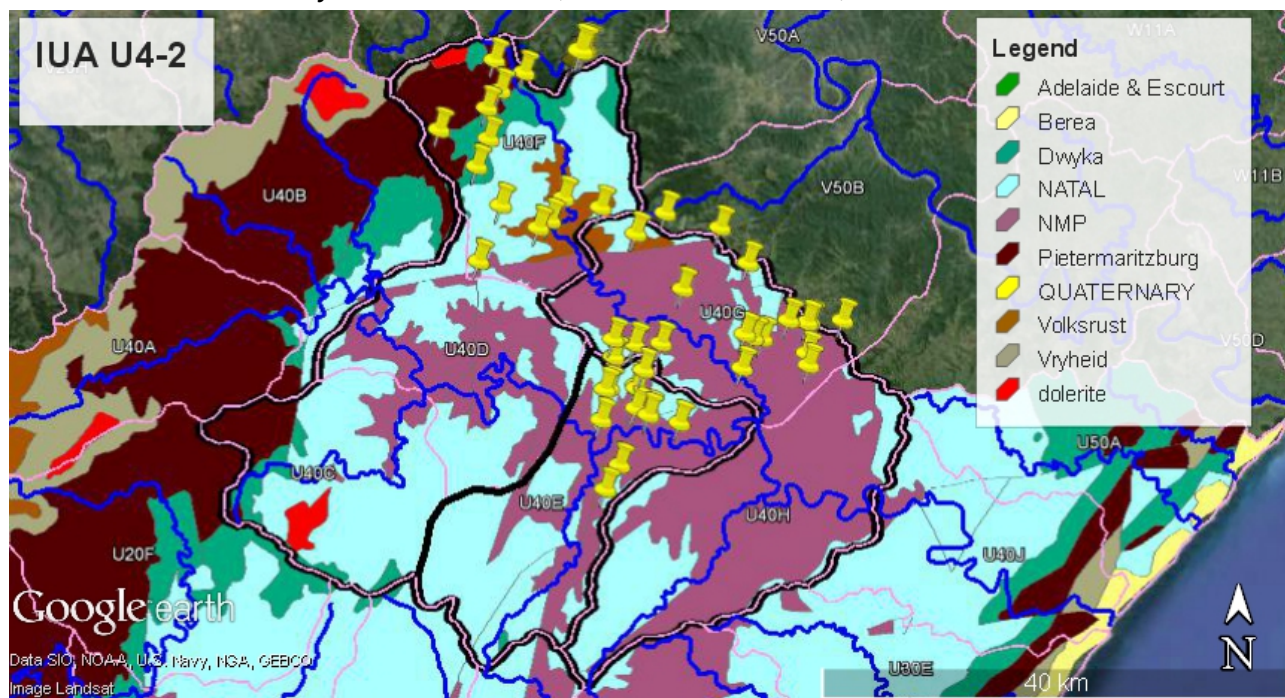 IUA U4-2
Legend
Adelaide & Escourt
Berea
Dwyka
NATAL
NMP
Pietermaritzburg
QUATERNARY
Volksrust
Vryheid
dolerite
V50A
W11A
U40F
V50B
W11B
U40B
U40G
V50D
U40A
U40D
U50A
U40C
U40E
U40H
U20F
U40J
U30E
Google earth
Data SIO, NOAA, U.S. Navy, NGA, GEBCO
Image Landsat
N
40 km